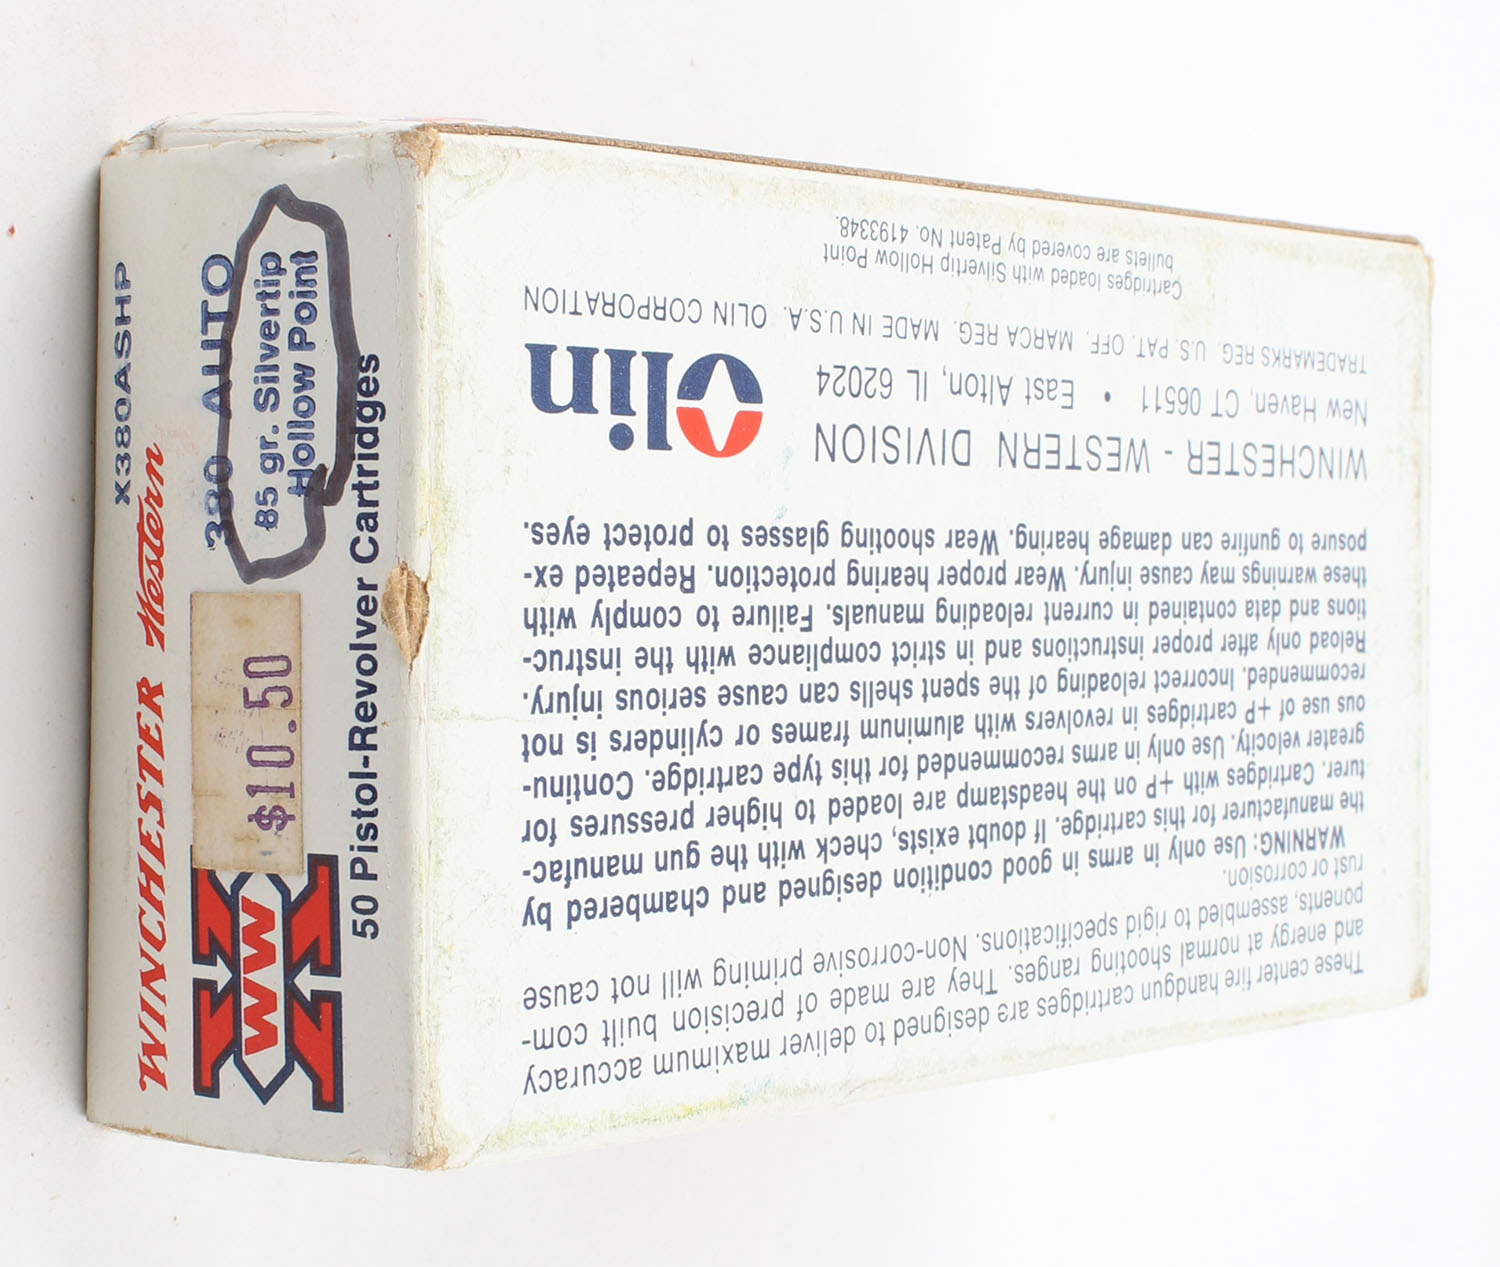 WINCHESTER Western X380ASHP
$10.50
380 AUTO
85 gr. Silvertip
Hollow Point
X
WW
50 Pistol-Revolver Cartridges
These center fire handgun cartridges are designed to deliver maximum accuracy
and energy at normal shooting ranges. They are made of precision built com-
ponents, assembled to rigid specifications. Non-corrosive priming will not cause
rust or corrosion.
WARNING: Use only in arms in good condition designed and chambered by
the manufacturer for this cartridge. If doubt exists, check with the gun manufac-
turer. Cartridges with +P on the headstamp are loaded to higher pressures for
greater velocity. Use only in arms recommended for this type cartridge. Continu-
ous use of +P cartridges in revolvers with aluminum frames or cylinders is not
recommended. Incorrect reloading of the spent shells can cause serious injury.
Reload only after proper instructions and in strict compliance with the instruc-
tions and data contained in current reloading manuals. Failure to comply with
these warnings may cause injury. Wear proper hearing protection. Repeated ex-
posure to gunfire can damage hearing. Wear shooting glasses to protect eyes.
WINCHESTER - WESTERN DIVISION
New Haven, CT 06511 • East Alton, IL 62024
Olin
TRADEMARKS REG. U.S. PAT. OFF. MARCA REG. MADE IN U.S.A. OLIN CORPORATION
Cartridges loaded with Silvertip Hollow Point
bullets are covered by Patent No. 4193348.